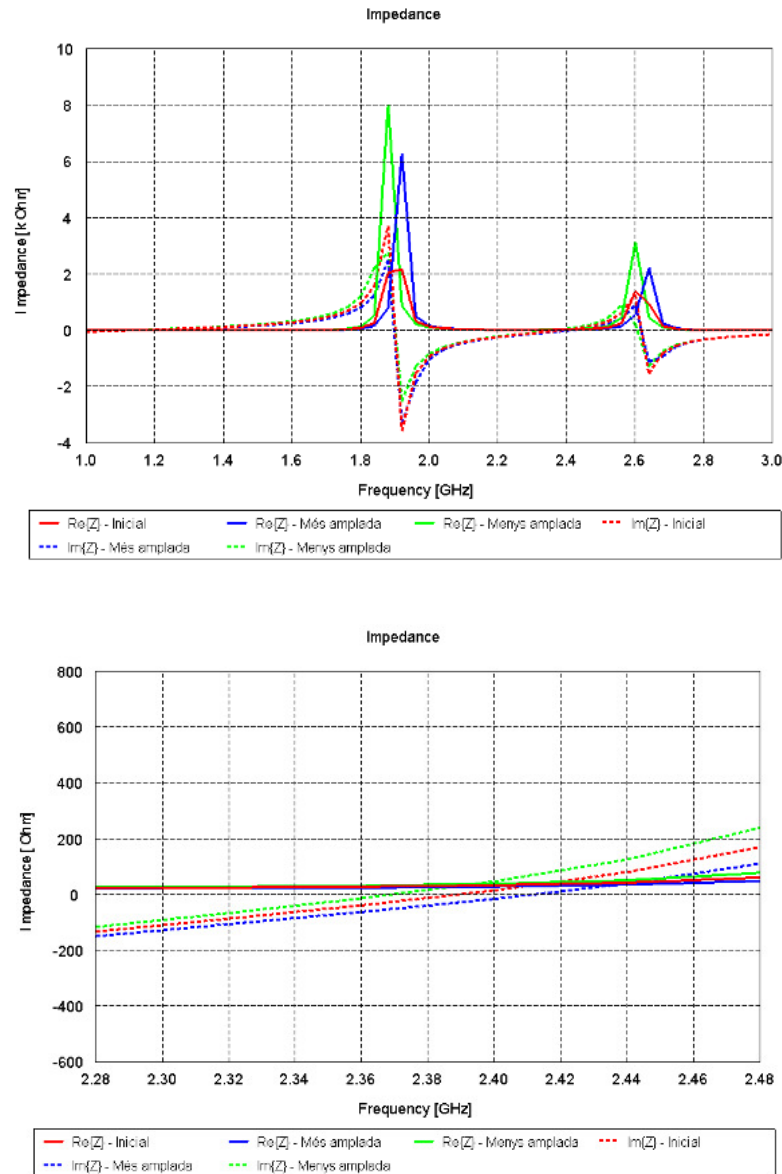 Impedance
10
8
6
4
2
0
-2
-4
Impedance [kOhm]
1.0 1.2 1.4 1.6 1.8 2.0 2.2 2.4 2.6 2.8 3.0
Frequency [GHz]
Re{Z} - Inicial Re{Z} - Més amplada Re{Z} - Menys amplada Im{Z} - Inicial
Im{Z} - Més amplada Im{Z} - Menys amplada
Impedance
800
600
400
200
0
-200
-400
-600
Impedance [Ohm]
2.28 2.30 2.32 2.34 2.36 2.38 2.40 2.42 2.44 2.46 2.48
Frequency [GHz]
Re{Z} - Inicial Re{Z} - Més amplada Re{Z} - Menys amplada Im{Z} - Inicial
Im{Z} - Més amplada Im{Z} - Menys amplada